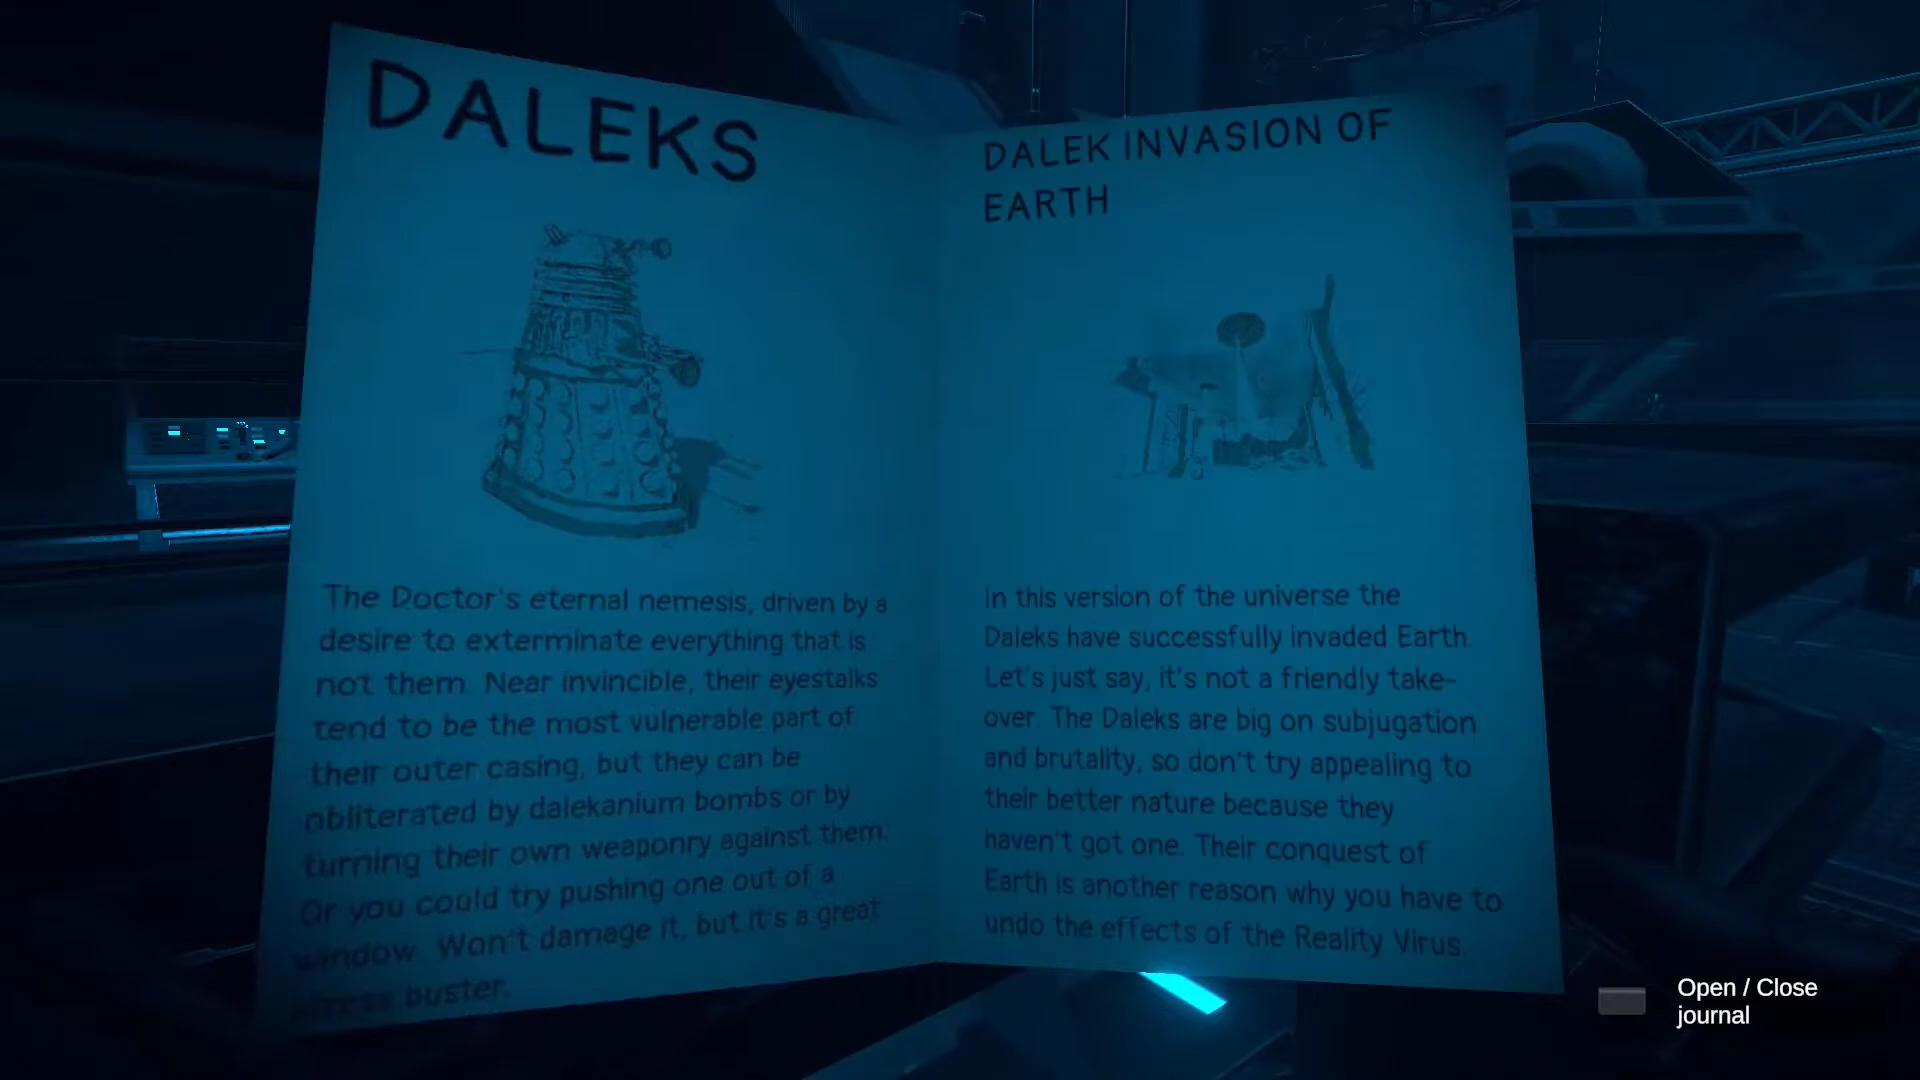 DALEKS
The Doctor's eternal nemesis, driven by a
desire to exterminate everything that is
not them. Near invincible, their eyestalks
tend to be the most vulnerable part of
their outer casing, but they can be
obliterated by dalekanium bombs or by
turning their own weaponry against them.
Or you could try pushing one out of a
window. Won't damage it, but it's a great
stress buster.
DALEK INVASION OF
EARTH
In this version of the universe the
Daleks have successfully invaded Earth.
Let's just say, it's not a friendly take-
over. The Daleks are big on subjugation
and brutality, so don't try appealing to
their better nature because they
haven't got one. Their conquest of
Earth is another reason why you have to
undo the effects of the Reality Virus.
Open / Close
journal